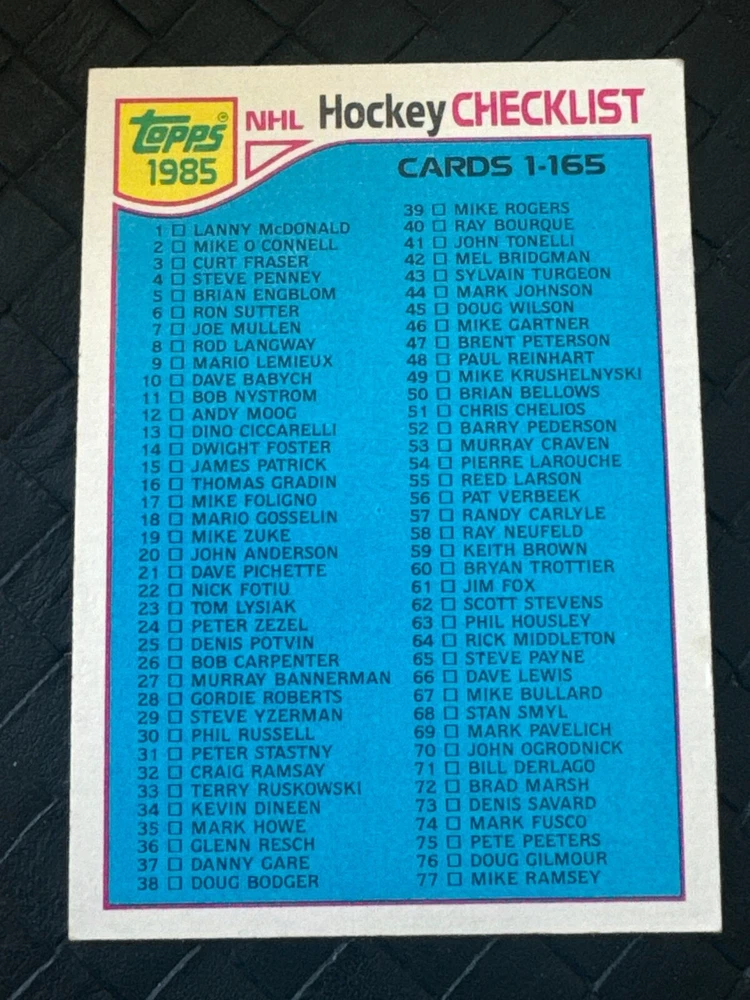 Topps
1985
NHL Hockey CHECKLIST
CARDS 1-165
1 □ LANNY McDONALD
2 □ MIKE O'CONNELL
3 □ CURT FRASER
4 □ STEVE PENNEY
5 □ BRIAN ENGBLOM
6 □ RON SUTTER
7 □ JOE MULLEN
8 □ ROD LANGWAY
9 □ MARIO LEMIEUX
10 □ DAVE BABYCH
11 □ BOB NYSTROM
12 □ ANDY MOOG
13 □ DINO CICCARELLI
14 □ DWIGHT FOSTER
15 □ JAMES PATRICK
16 □ THOMAS GRADIN
17 □ MIKE FOLIGNO
18 □ MARIO GOSSELIN
19 □ MIKE ZUKE
20 □ JOHN ANDERSON
21 □ DAVE PICHETTE
22 □ NICK FOTIU
23 □ TOM LYSIAK
24 □ PETER ZEZEL
25 □ DENIS POTVIN
26 □ BOB CARPENTER
27 □ MURRAY BANNERMAN
28 □ GORDIE ROBERTS
29 □ STEVE YZERMAN
30 □ PHIL RUSSELL
31 □ PETER STASTNY
32 □ CRAIG RAMSAY
33 □ TERRY RUSKOWSKI
34 □ KEVIN DINEEN
35 □ MARK HOWE
36 □ GLENN RESCH
37 □ DANNY GARE
38 □ DOUG BODGER
39 □ MIKE ROGERS
40 □ RAY BOURQUE
41 □ JOHN TONELLI
42 □ MEL BRIDGMAN
43 □ SYLVAIN TURGEON
44 □ MARK JOHNSON
45 □ DOUG WILSON
46 □ MIKE GARTNER
47 □ BRENT PETERSON
48 □ PAUL REINHART
49 □ MIKE KRUSHELNYSKI
50 □ BRIAN BELLOWS
51 □ CHRIS CHELIOS
52 □ BARRY PEDERSON
53 □ MURRAY CRAVEN
54 □ PIERRE LAROUCHE
55 □ REED LARSON
56 □ PAT VERBEEK
57 □ RANDY CARLYLE
58 □ RAY NEUFELD
59 □ KEITH BROWN
60 □ BRYAN TROTTIER
61 □ JIM FOX
62 □ SCOTT STEVENS
63 □ PHIL HOUSLEY
64 □ RICK MIDDLETON
65 □ STEVE PAYNE
66 □ DAVE LEWIS
67 □ MIKE BULLARD
68 □ STAN SMYL
69 □ MARK PAVELICH
70 □ JOHN OGRODNICK
71 □ BILL DERLAGO
72 □ BRAD MARSH
73 □ DENIS SAVARD
74 □ MARK FUSCO
75 □ PETE PEETERS
76 □ DOUG GILMOUR
77 □ MIKE RAMSEY